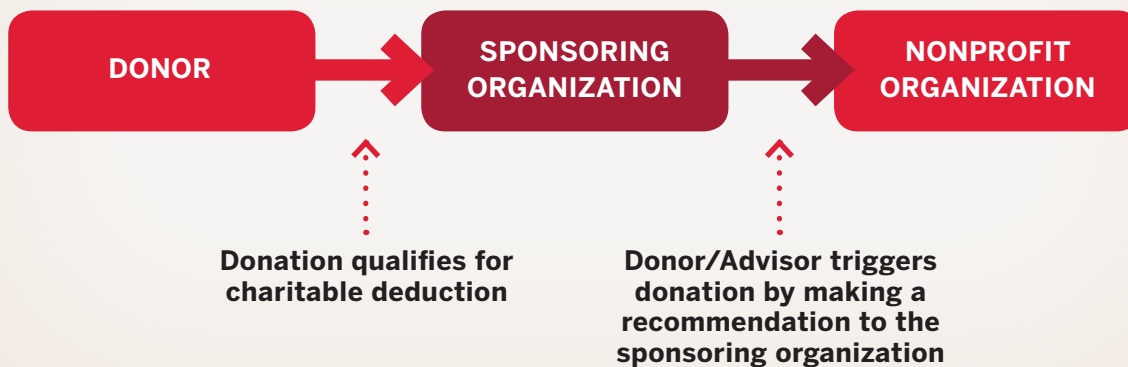 DONOR
SPONSORING
ORGANIZATION
NONPROFIT
ORGANIZATION
Donation qualifies for
charitable deduction
Donor/Advisor triggers
donation by making a
recommendation to the
sponsoring organization